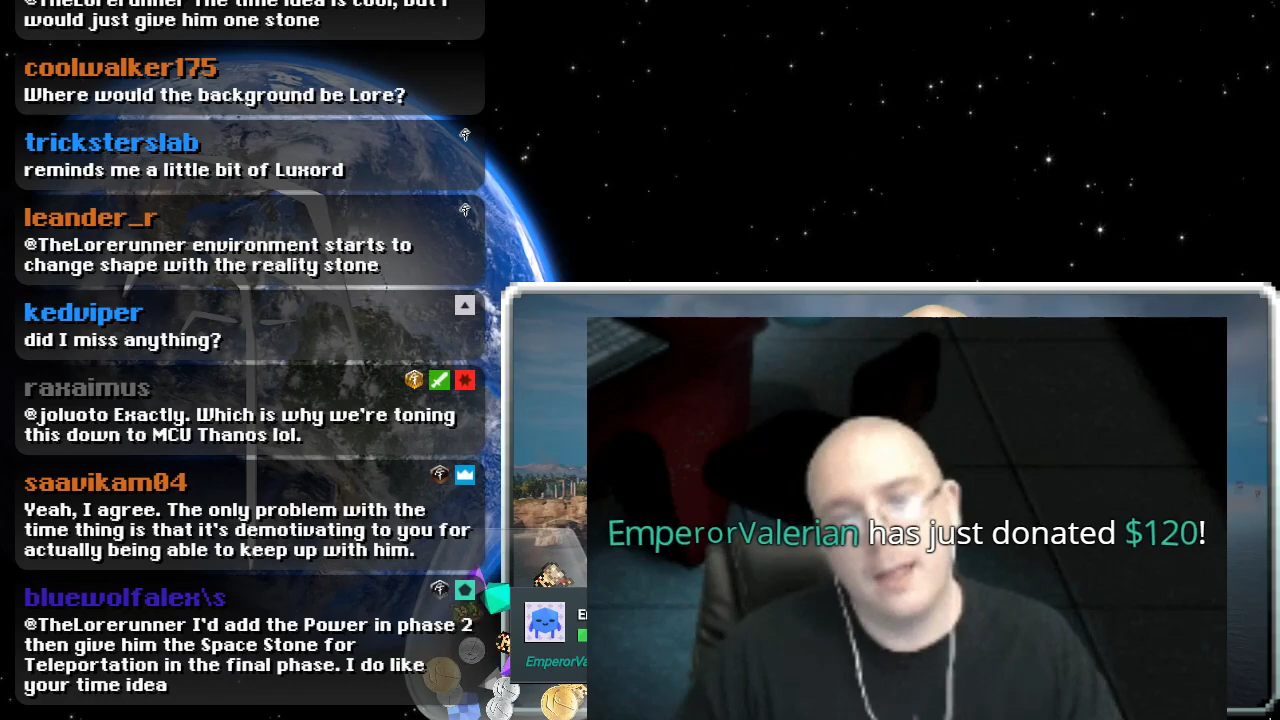 @TheLorerunner The time idea is cool, but I
would just give him one stone
coolwalker175
Where would the background be Lore?
tricksterslab
reminds me a little bit of Luxord
leander_r
@TheLorerunner environment starts to
change shape with the reality stone
kedviper
did I miss anything?
raxaimus
@joluoto Exactly. Which is why we're toning
this down to MCU Thanos lol.
saavikam04
Yeah, I agree. The only problem with the
time thing is that it's demotivating to you for
actually being able to keep up with him.
bluewolfalex\s
@TheLorerunner I'd add the Power in phase 2
then give him the Space Stone for
Teleportation in the final phase. I do like
your time idea
EmperorValerian has just donated $120!
E
EmperorVa